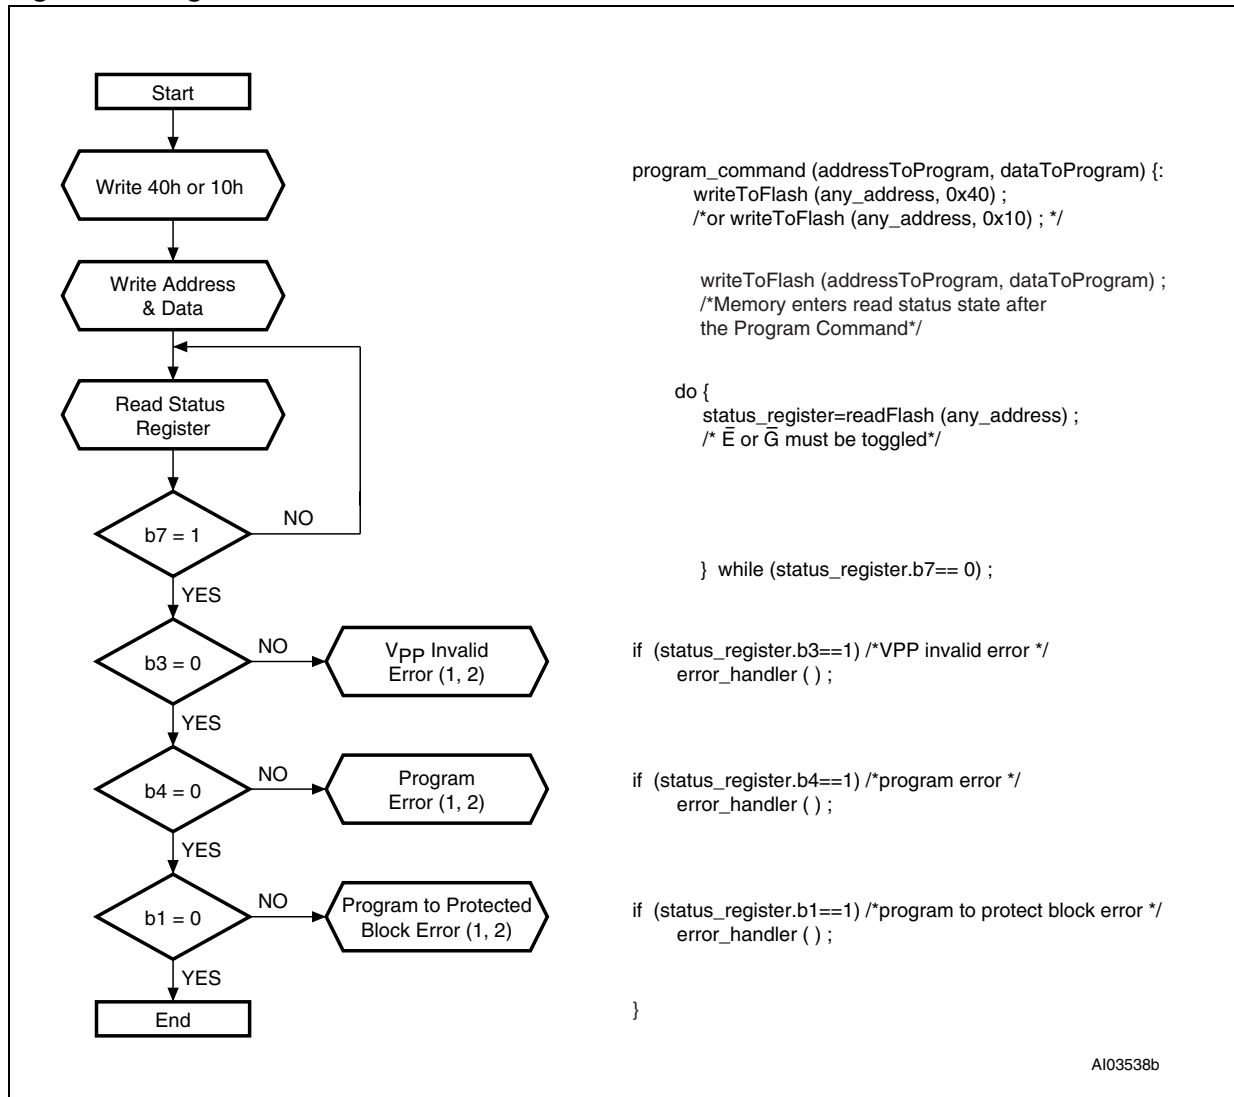 Start
Write 40h or 10h
Write Address
& Data
Read Status
Register
b7 = 1
NO
YES
b3 = 0
NO
VPP Invalid
Error (1, 2)
YES
b4 = 0
NO
Program
Error (1, 2)
YES
b1 = 0
NO
Program to Protected
Block Error (1, 2)
YES
End
program_command (addressToProgram, dataToProgram) {:
writeToFlash (any_address, 0x40) ;
/*or writeToFlash (any_address, 0x10) ; */
writeToFlash (addressToProgram, dataToProgram) ;
/*Memory enters read status state after
the Program Command*/
do {
status_register=readFlash (any_address) ;
/* E̅ or G̅ must be toggled*/
} while (status_register.b7== 0) ;
if (status_register.b3==1) /*VPP invalid error */
error_handler ( ) ;
if (status_register.b4==1) /*program error */
error_handler ( ) ;
if (status_register.b1==1) /*program to protect block error */
error_handler ( ) ;
}
AI03538b